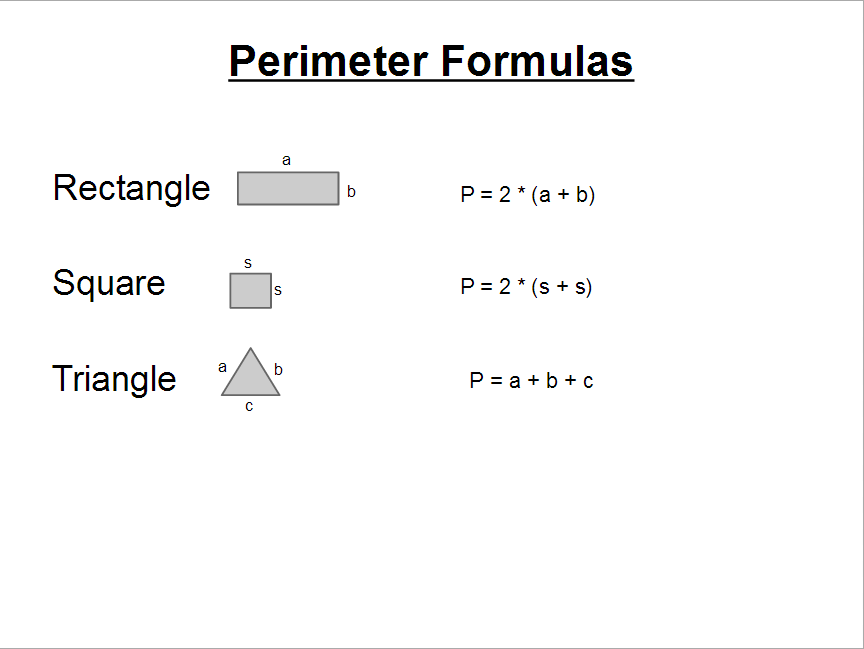 Perimeter Formulas
a
Rectangle
b
P = 2 * (a + b)
s
Square
s
P = 2 * (s + s)
a
b
Triangle
P = a + b + c
c